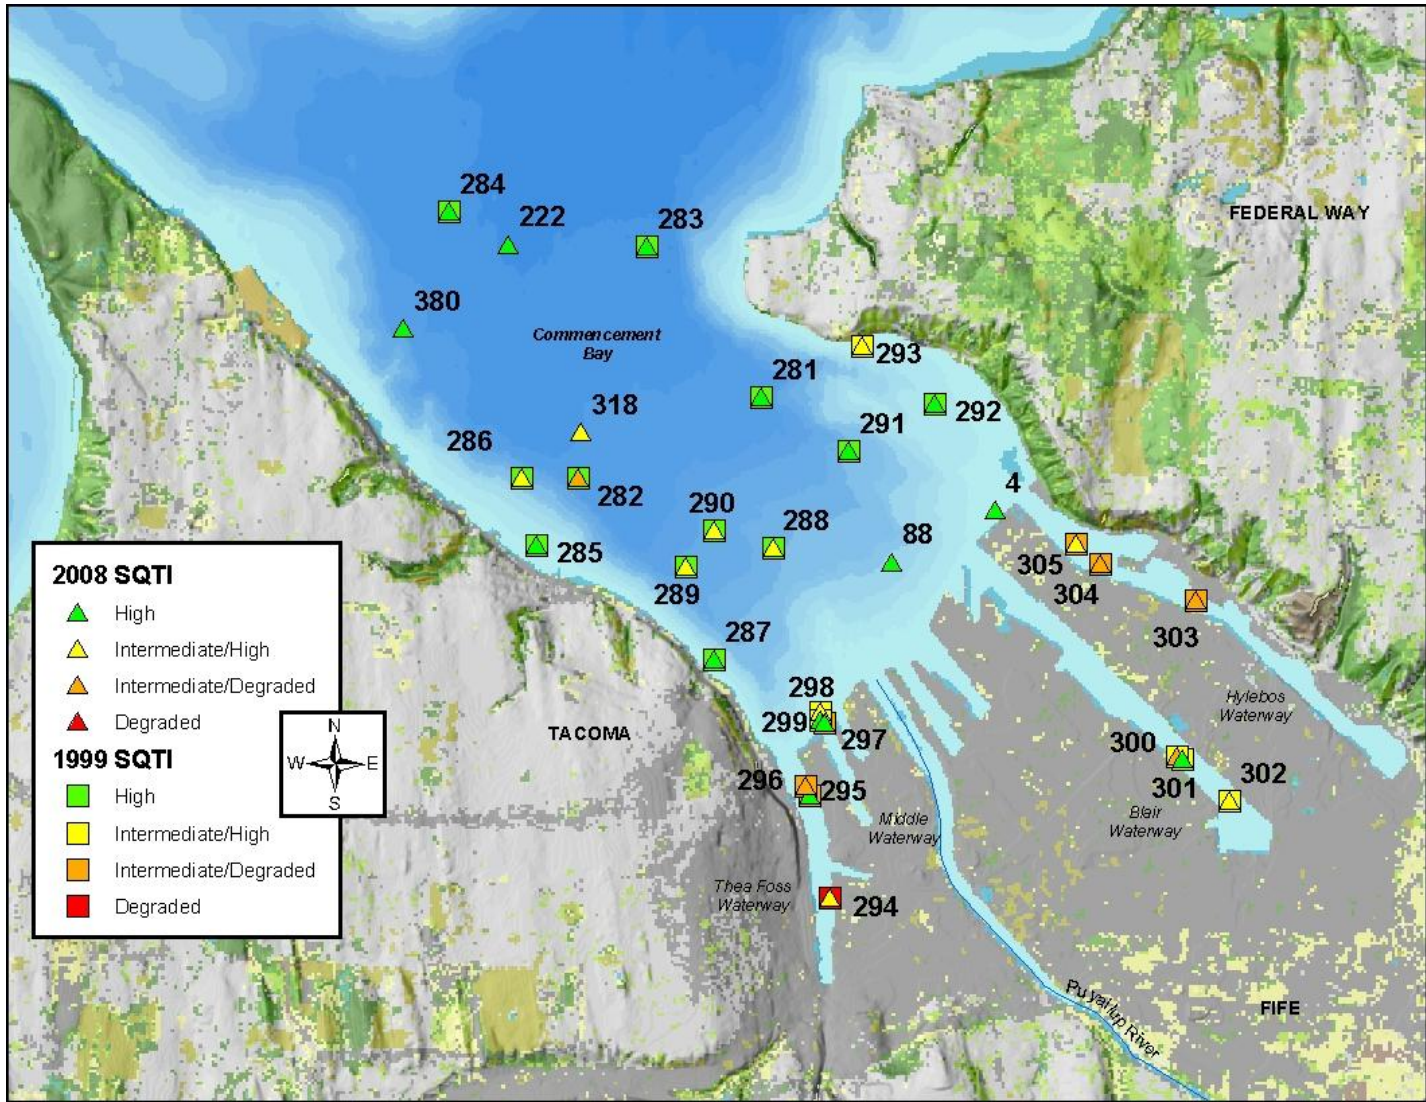 284
222
283
FEDERAL WAY
380
Commencement
Bay
293
281
318
292
291
286
282
4
290
288
88
285
305
289
304
303
287
298
299
297
TACOMA
Hylebos
Waterway
300
301
302
296
295
Middle
Waterway
Blair
Waterway
Thea Foss
Waterway
294
Puyallup River
FIFE
2008 SQTI
High
Intermediate/High
Intermediate/Degraded
Degraded
1999 SQTI
High
Intermediate/High
Intermediate/Degraded
Degraded
N
W E
S